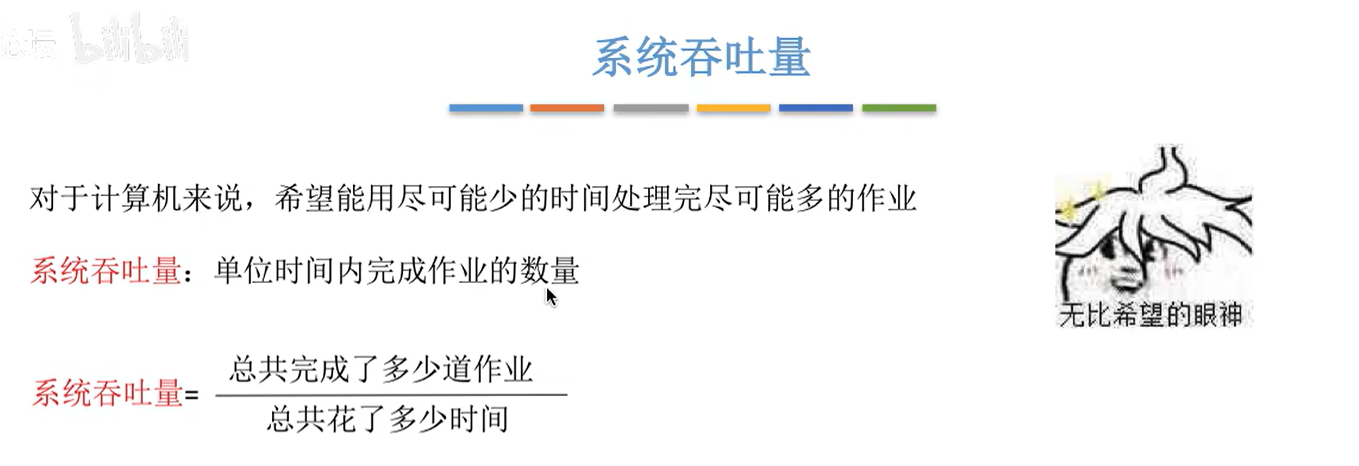 论坛 bilibili
系统吞吐量
对于计算机来说，希望能用尽可能少的时间处理完尽可能多的作业
系统吞吐量：单位时间内完成作业的数量
无比希望的眼神
系统吞吐量=
总共完成了多少道作业
总共花了多少时间